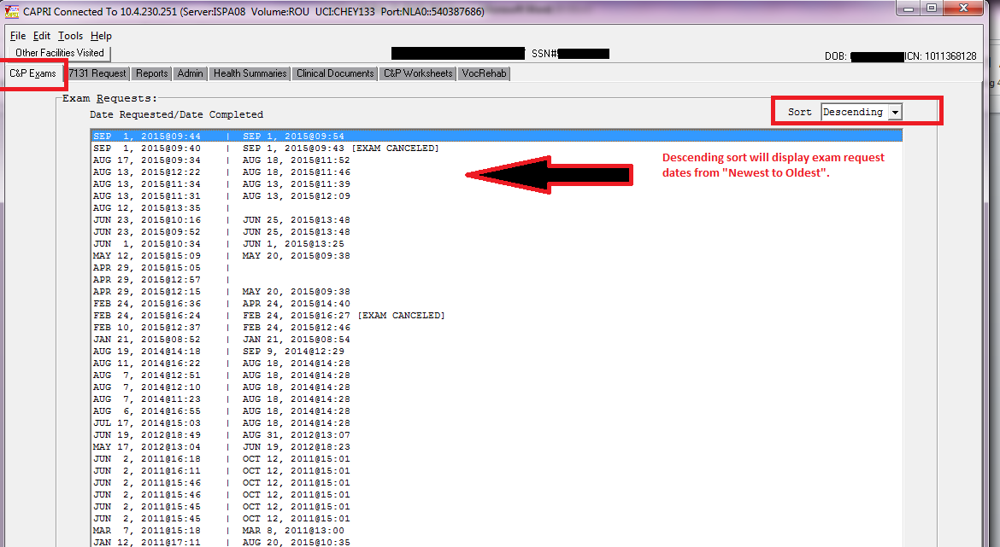 CAPRI Connected To 10.4.230.251 (Server:ISPA08 Volume:ROU UCI:CHEY133 Port:NLA0::540387686)
File Edit Tools Help
Other Facilities Visited
SSN#
DOB: ICN: 1011368128
C&P Exams 7131 Request Reports Admin Health Summaries Clinical Documents C&P Worksheets VocRehab
Exam Requests:
Date Requested/Date Completed
Sort Descending
SEP 1, 2015@09:44 | SEP 1, 2015@09:54
SEP 1, 2015@09:40 | SEP 1, 2015@09:43 [EXAM CANCELED]
AUG 17, 2015@09:34 | AUG 18, 2015@11:52
AUG 13, 2015@12:22 | AUG 18, 2015@11:46
AUG 13, 2015@11:34 | AUG 13, 2015@11:39
AUG 13, 2015@11:31 | AUG 13, 2015@12:09
AUG 12, 2015@13:35 |
JUN 23, 2015@10:16 | JUN 25, 2015@13:48
JUN 23, 2015@09:52 | JUN 25, 2015@13:48
JUN 1, 2015@10:34 | JUN 1, 2015@13:25
MAY 12, 2015@15:09 | MAY 20, 2015@09:38
APR 29, 2015@15:05 |
APR 29, 2015@12:57 |
APR 29, 2015@12:15 | MAY 20, 2015@09:38
FEB 24, 2015@16:36 | APR 24, 2015@14:40
FEB 24, 2015@16:24 | FEB 24, 2015@16:27 [EXAM CANCELED]
FEB 10, 2015@12:37 | FEB 24, 2015@12:46
JAN 21, 2015@08:52 | JAN 21, 2015@08:54
AUG 19, 2014@14:18 | SEP 9, 2014@12:29
AUG 11, 2014@16:22 | AUG 18, 2014@14:28
AUG 7, 2014@12:51 | AUG 18, 2014@14:28
AUG 7, 2014@12:10 | AUG 18, 2014@14:28
AUG 7, 2014@11:23 | AUG 18, 2014@14:28
AUG 6, 2014@16:55 | AUG 18, 2014@14:28
JUL 17, 2014@15:03 | AUG 18, 2014@14:28
JUN 19, 2012@18:49 | AUG 31, 2012@13:07
MAY 17, 2012@13:04 | JUN 19, 2012@18:23
JUN 2, 2011@16:18 | OCT 12, 2011@15:01
JUN 2, 2011@16:11 | OCT 12, 2011@15:01
JUN 2, 2011@15:46 | OCT 12, 2011@15:01
JUN 2, 2011@15:46 | OCT 12, 2011@15:01
JUN 2, 2011@15:45 | OCT 12, 2011@15:01
JUN 2, 2011@15:45 | OCT 12, 2011@15:01
MAR 7, 2011@15:18 | MAR 8, 2011@13:00
JAN 12, 2011@17:11 | AUG 20, 2015@10:35
Descending sort will display exam request
dates from "Newest to Oldest".